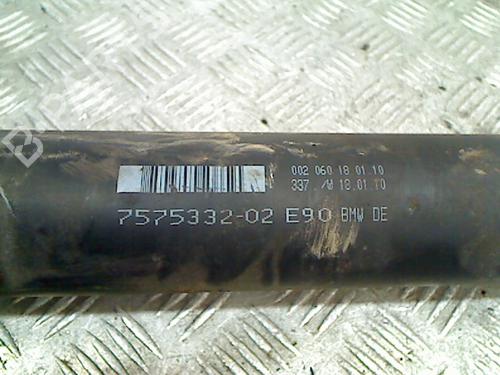 002 060 18 01.10
337 ./W 18.01.10
7575332-02 E90 BMW DE